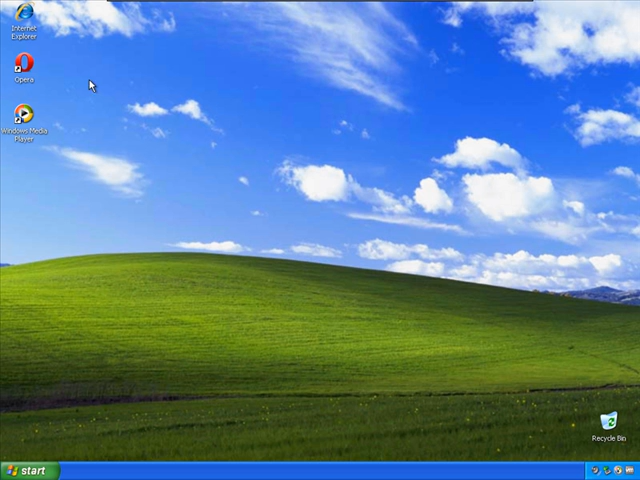 Internet
Explorer
Opera
Windows Media
Player
Recycle Bin
start